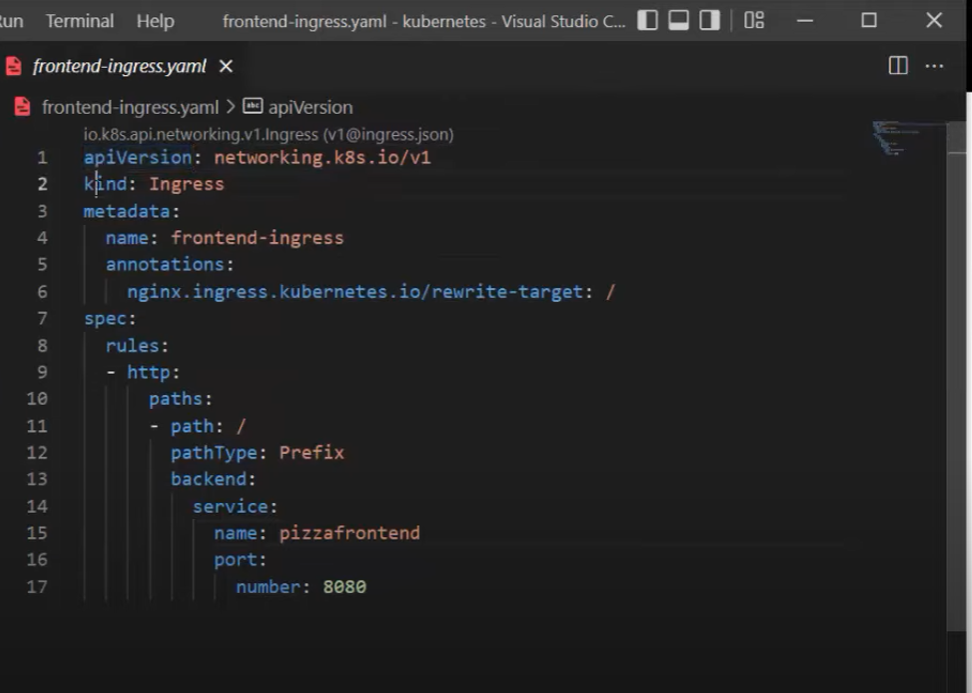 Terminal Help frontend-ingress.yaml - kubernetes - Visual Studio C...
frontend-ingress.yaml
frontend-ingress.yaml > apiVersion
io.k8s.api.networking.v1.Ingress (v1@ingress.json)
1 apiVersion: networking.k8s.io/v1
2 kind: Ingress
3 metadata:
4   name: frontend-ingress
5   annotations:
6     nginx.ingress.kubernetes.io/rewrite-target: /
7 spec:
8   rules:
9   - http:
10       paths:
11       - path: /
12         pathType: Prefix
13         backend:
14           service:
15             name: pizzafrontend
16             port:
17               number: 8080